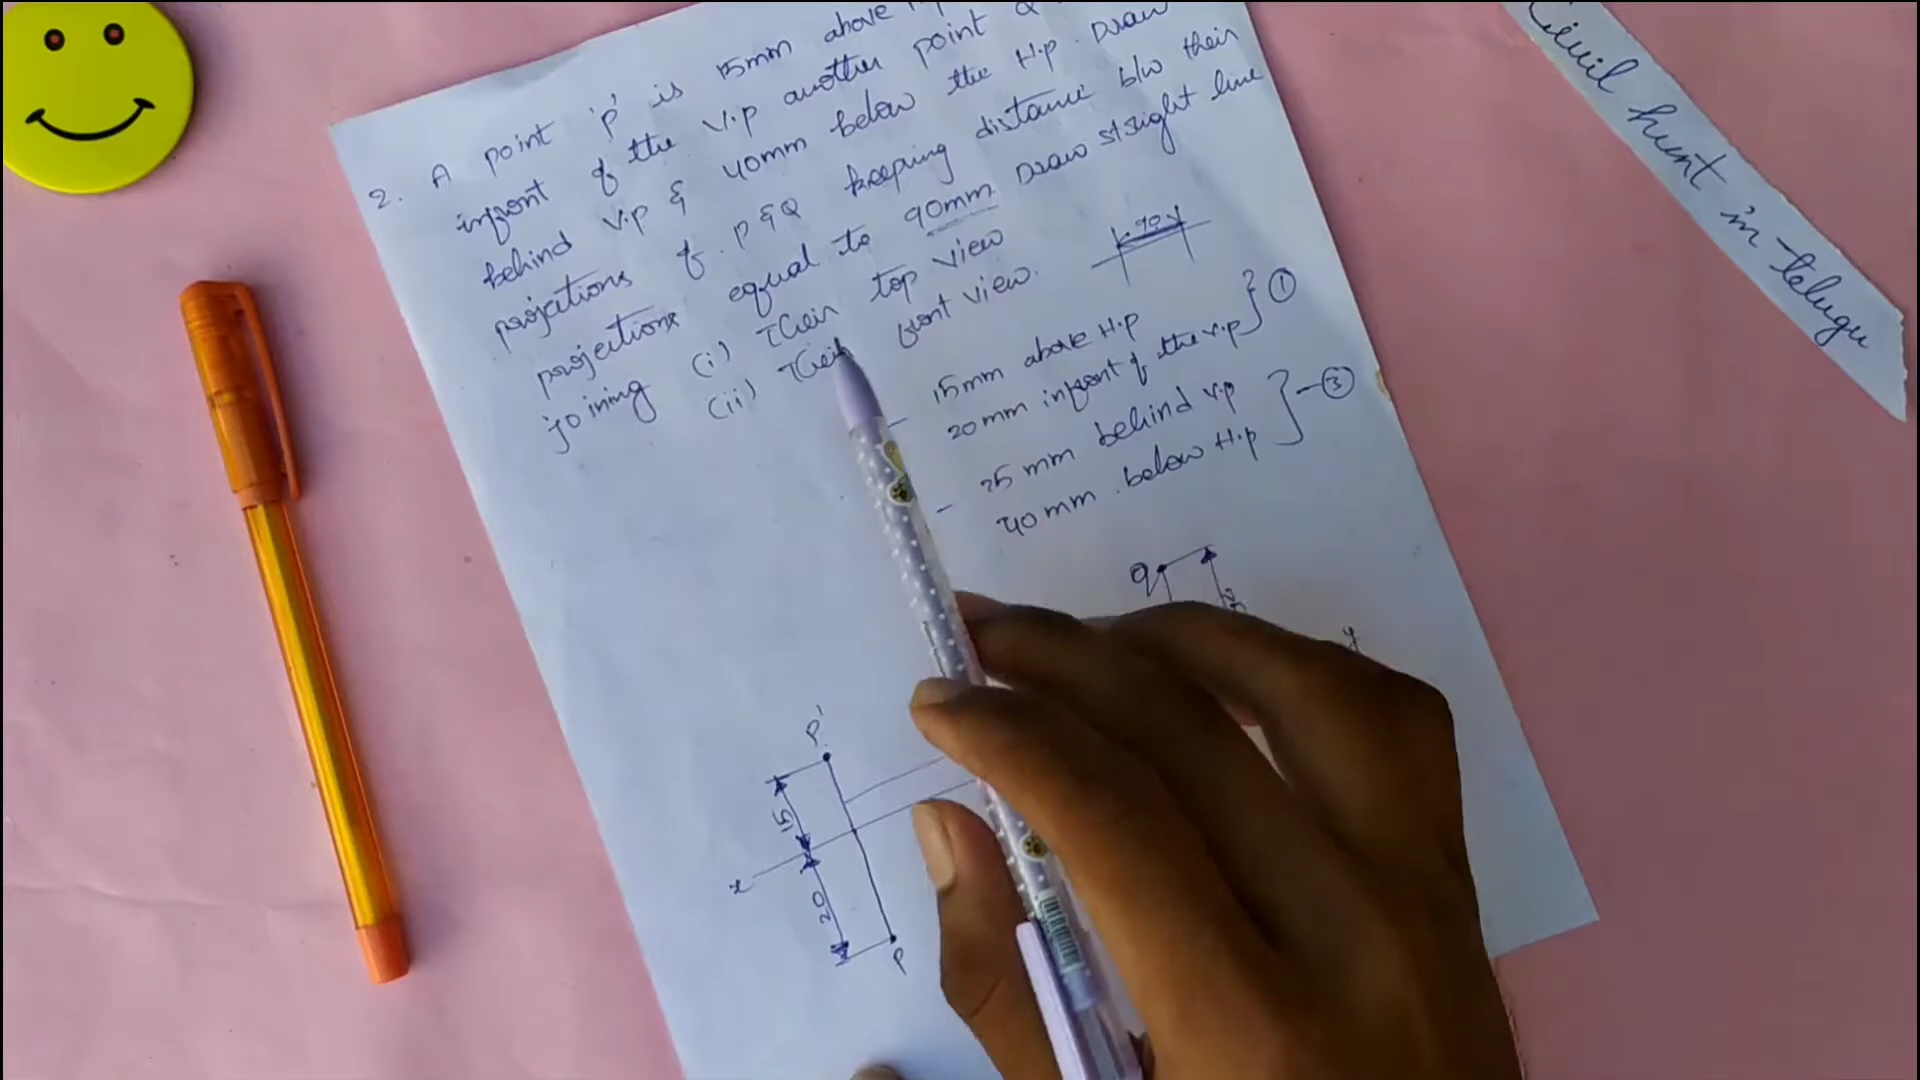 2. A point 'p' is 15mm above
infront of the V.P another point Q
behind V.P & 40mm below the H.P. Draw
projections of P & Q keeping distance b/w their
projections equal to 90mm Draw straight line
joining (i) Their top view
(ii) Their front view.
90
15mm above H.P
20mm infront of the V.P } ①
25 mm behind V.P
40mm below H.P } - ③
q
25
y
p'
15
x
20
p
Civil hunt in telugu